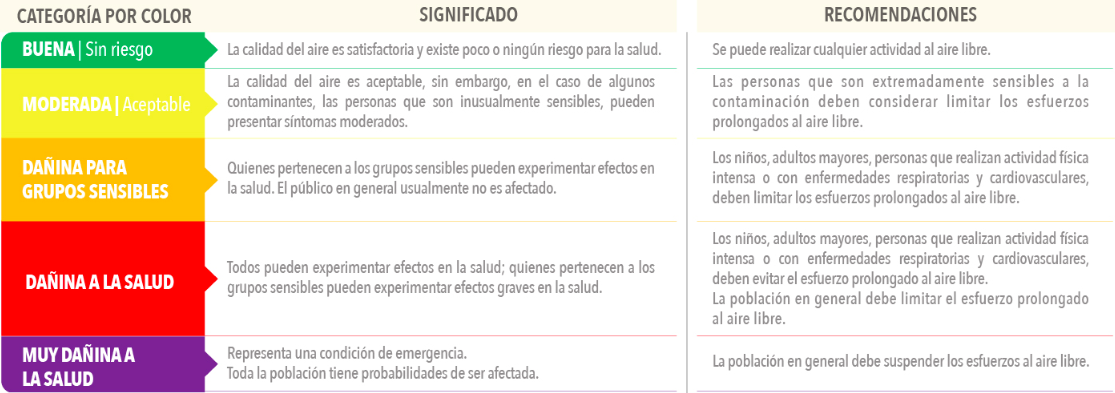 CATEGORÍA POR COLOR
SIGNIFICADO
RECOMENDACIONES
BUENA | Sin riesgo
La calidad del aire es satisfactoria y existe poco o ningún riesgo para la salud.
Se puede realizar cualquier actividad al aire libre.
MODERADA | Aceptable
La calidad del aire es aceptable, sin embargo, en el caso de algunos
contaminantes, las personas que son inusualmente sensibles, pueden
presentar síntomas moderados.
Las personas que son extremadamente sensibles a la
contaminación deben considerar limitar los esfuerzos
prolongados al aire libre.
DAÑINA PARA
GRUPOS SENSIBLES
Quienes pertenecen a los grupos sensibles pueden experimentar efectos en
la salud. El público en general usualmente no es afectado.
Los niños, adultos mayores, personas que realizan actividad física
intensa o con enfermedades respiratorias y cardiovasculares,
deben limitar los esfuerzos prolongados al aire libre.
DAÑINA A LA SALUD
Todos pueden experimentar efectos en la salud; quienes pertenecen a los
grupos sensibles pueden experimentar efectos graves en la salud.
Los niños, adultos mayores, personas que realizan actividad física
intensa o con enfermedades respiratorias y cardiovasculares,
deben evitar el esfuerzo prolongado al aire libre.
La población en general debe limitar el esfuerzo prolongado
al aire libre.
MUY DAÑINA A
LA SALUD
Representa una condición de emergencia.
Toda la población tiene probabilidades de ser afectada.
La población en general debe suspender los esfuerzos al aire libre.